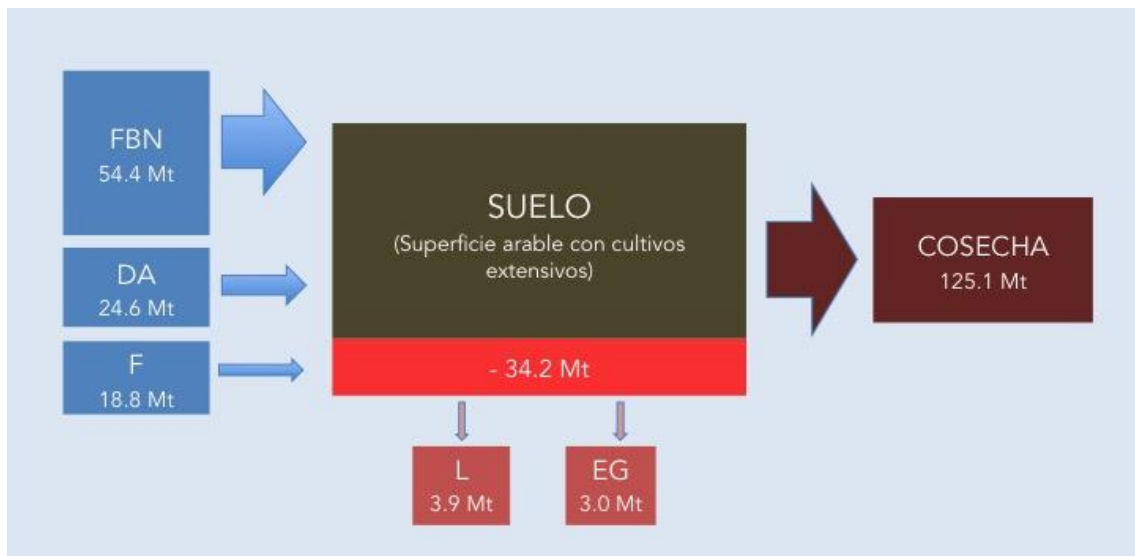 FBN
54.4 Mt
DA
24.6 Mt
F
18.8 Mt
SUELO
(Superficie arable con cultivos
extensivos)
- 34.2 Mt
L
3.9 Mt
EG
3.0 Mt
COSECHA
125.1 Mt